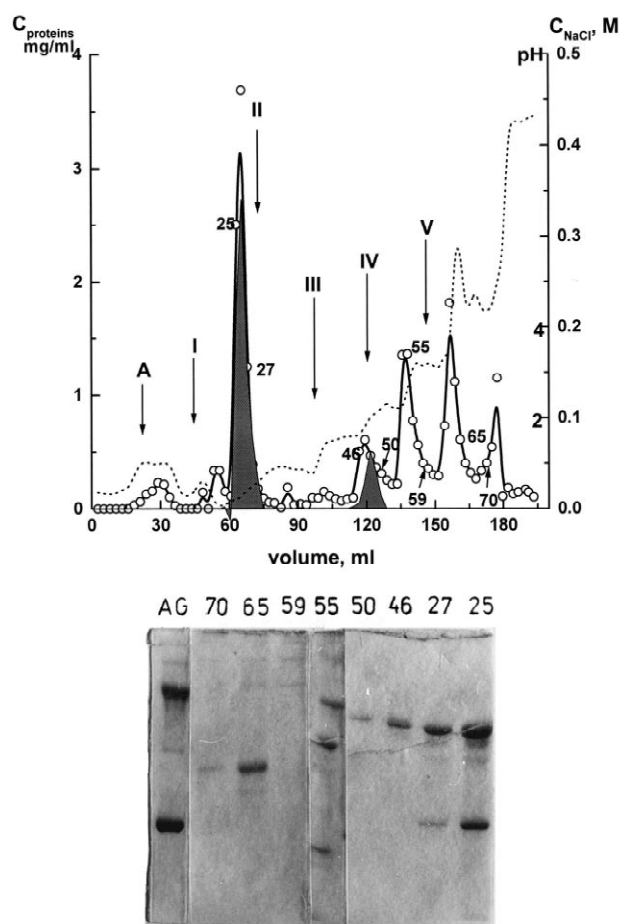 C proteins mg/ml
C NaCl, M
pH
4
0.5
II
3
0.4
25
0.3
V
IV
III
2
I
A
55
4
0.2
27
1
46
50
65
2
0.1
59
70
0
0.0
0 30 60 90 120 150 180
volume, ml
AG 70 65 59 55 50 46 27 25